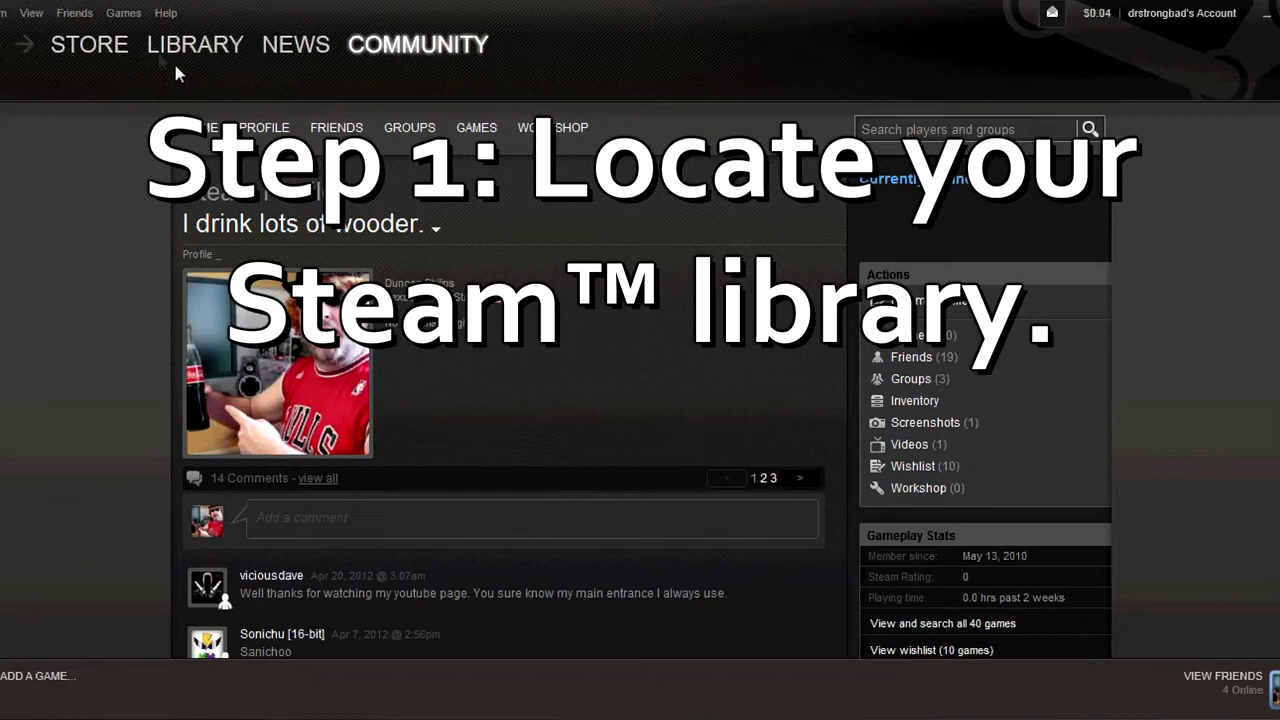 View Friends Games Help
$0.04 drstrongbad's Account
STORE LIBRARY NEWS COMMUNITY
PROFILE FRIENDS GROUPS GAMES
Search players and groups
Step 1: Locate your
Steam™ library.
I drink lots of wooder.
Profile
Actions
Friends (19)
Groups (3)
Inventory
Screenshots (1)
Videos (1)
Wishlist (10)
Workshop (0)
14 Comments - view all
< 1 2 3 >
Add a comment
Gameplay Stats
Member since: May 13, 2010
Steam Rating: 0
Playing time: 0.0 hrs past 2 weeks
View and search all 40 games
View wishlist (10 games)
viciousdave Apr 20, 2012 @ 3:07am
Well thanks for watching my youtube page. You sure know my main entrance I always use.
Sonichu [16-bit] Apr 7, 2012 @ 2:56pm
Sanichoo
ADD A GAME...
VIEW FRIENDS
4 Online